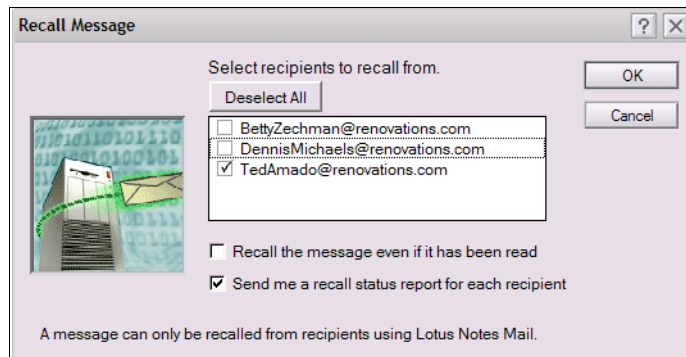 Recall Message
Select recipients to recall from.
OK
Deselect All
Cancel
BettyZechman@renovations.com
DennisMichaels@renovations.com
TedAmado@renovations.com
Recall the message even if it has been read
Send me a recall status report for each recipient
A message can only be recalled from recipients using Lotus Notes Mail.